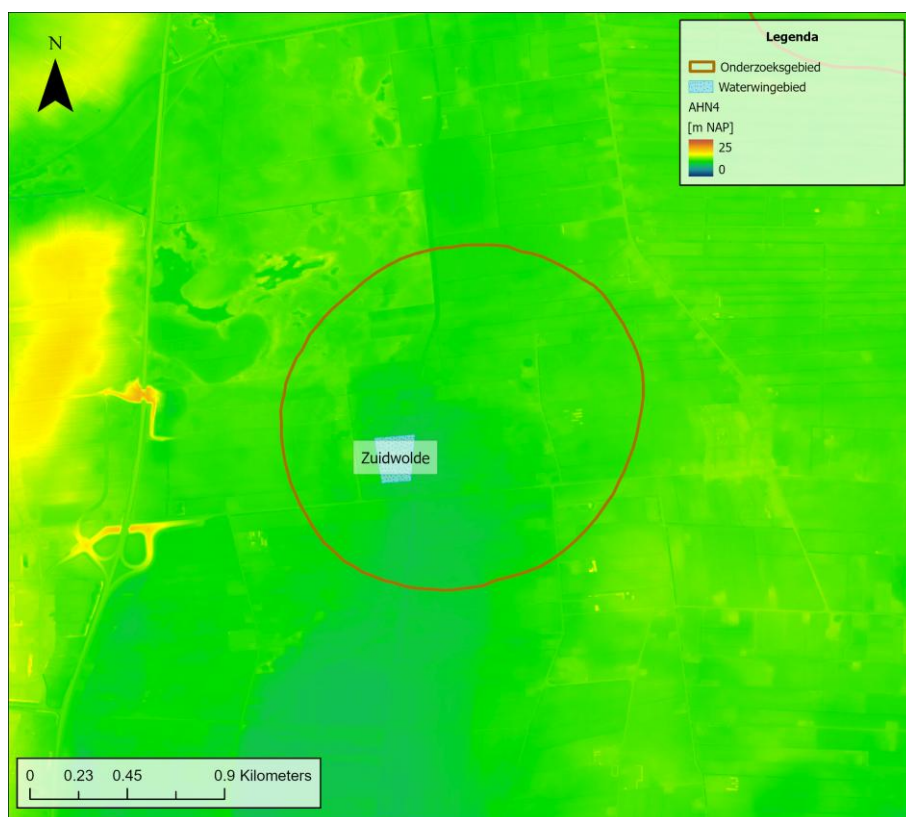 N
Legenda
Onderzoeksgebied
Waterwingebied
AHN4
[m NAP]
25
0
Zuidwolde
0 0.23 0.45 0.9 Kilometers